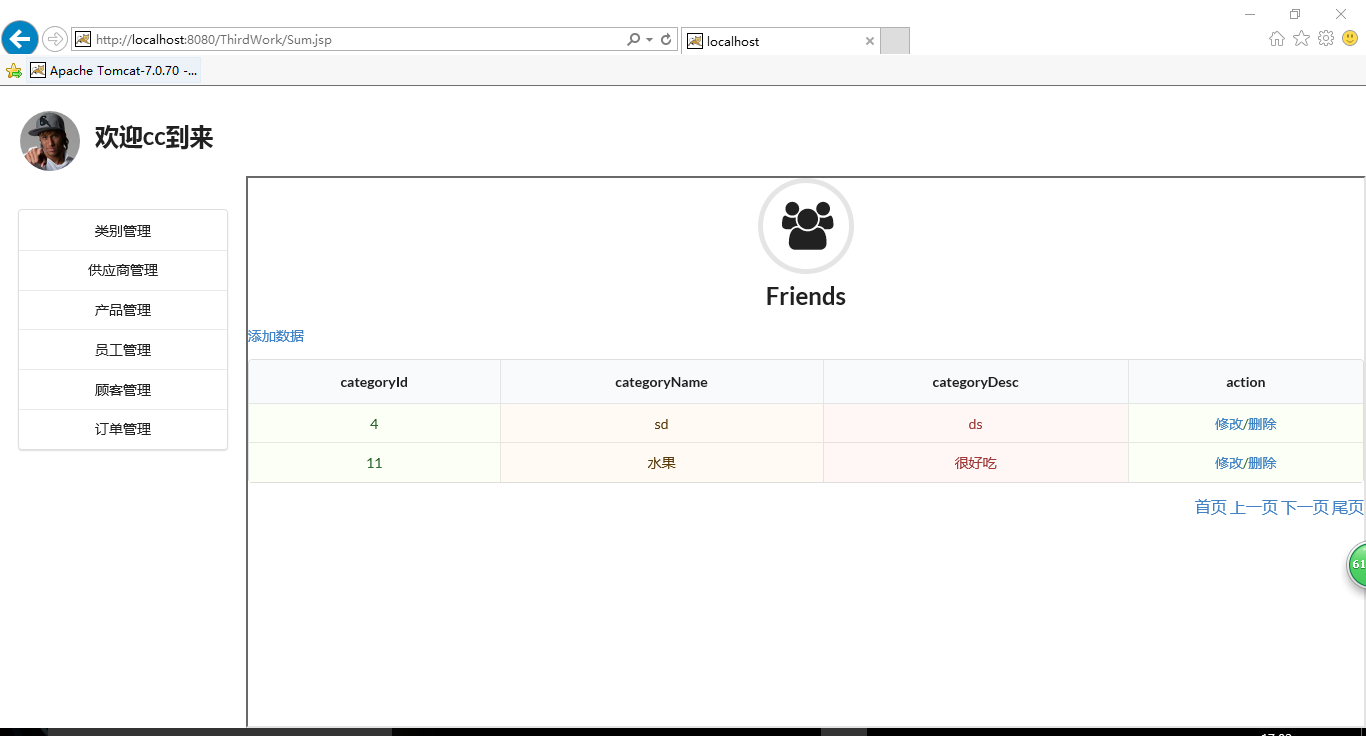 http://localhost:8080/ThirdWork/Sum.jsp
localhost
Apache Tomcat-7.0.70 -...
欢迎cc到来
类别管理
供应商管理
产品管理
员工管理
顾客管理
订单管理
Friends
添加数据
categoryId categoryName categoryDesc action
4 sd ds 修改/删除
11 水果 很好吃 修改/删除
首页 上一页 下一页 尾页
61